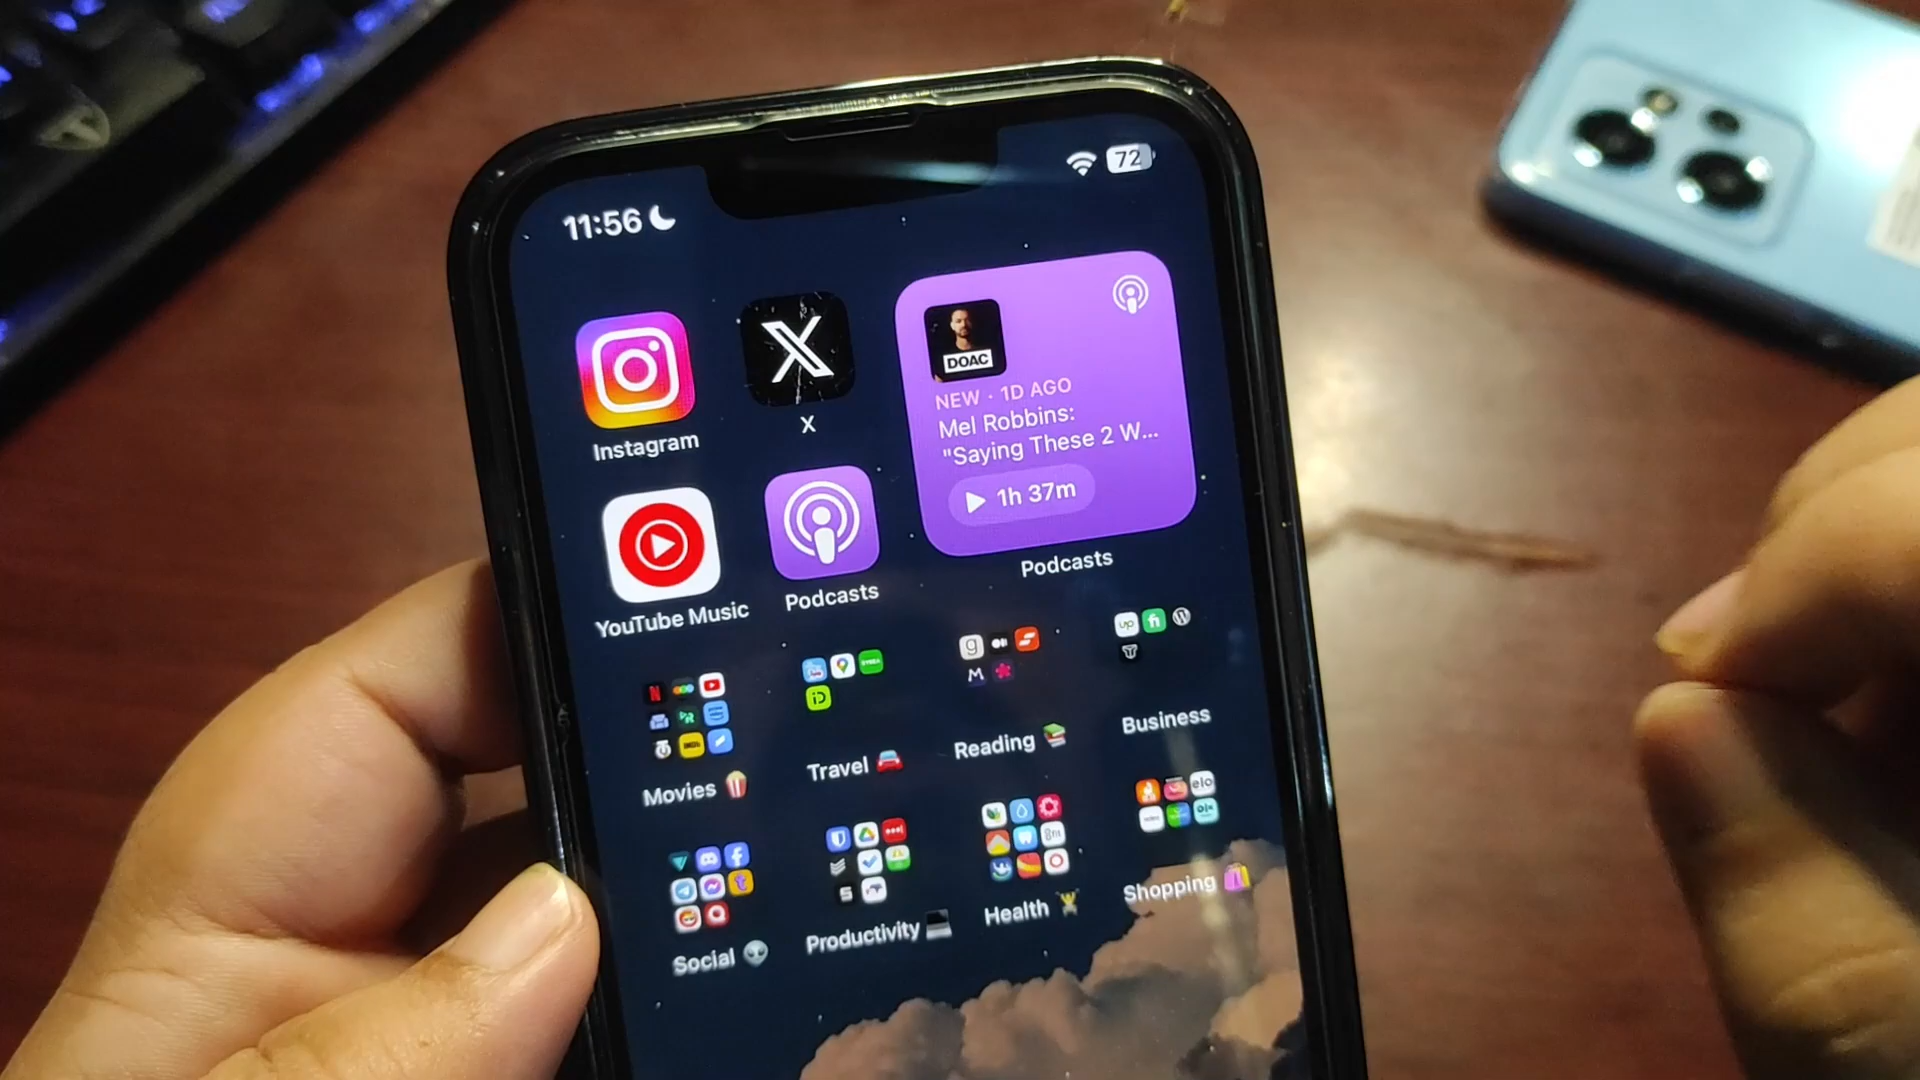 11:56
72
DOAC
NEW · 1D AGO
Mel Robbins:
"Saying These 2 W...
1h 37m
Podcasts
Instagram
X
YouTube Music
Podcasts
Movies
Travel
Reading
Business
Social
Productivity
Health
Shopping